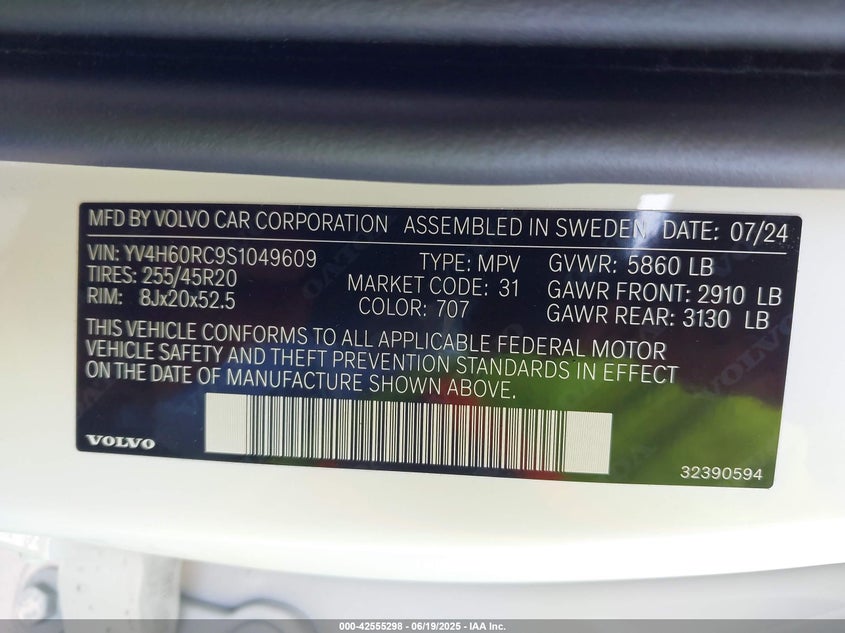 MFD BY VOLVO CAR CORPORATION ASSEMBLED IN SWEDEN DATE: 07/24
VIN: YV4H60RC9S1049609 TYPE: MPV GVWR: 5860 LB
TIRES: 255/45R20 MARKET CODE: 31 GAWR FRONT: 2910 LB
RIM: 8Jx20x52.5 COLOR: 707 GAWR REAR: 3130 LB
THIS VEHICLE CONFORMS TO ALL APPLICABLE FEDERAL MOTOR
VEHICLE SAFETY AND THEFT PREVENTION STANDARDS IN EFFECT
ON THE DATE OF MANUFACTURE SHOWN ABOVE.
VOLVO
32390594
000-42555298 - 06/19/2025 - IAA Inc.